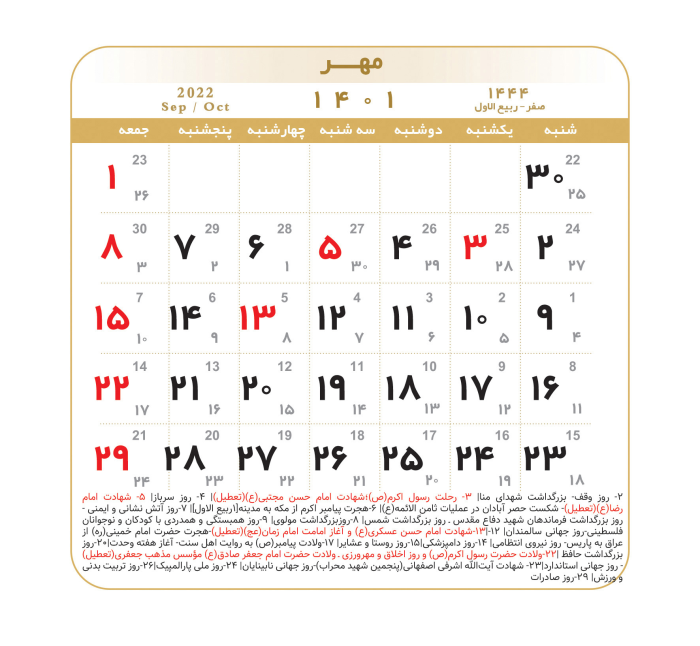 مهـــر
۱۴۴۴
صفر - ربیع الاول
۱۴۰۱
2022
Sep / Oct
شنبه یکشنبه دوشنبه سه شنبه چهارشنبه پنجشنبه جمعه
22 23
۳۰ ۱
۲۵ ۲۶
24 25 26 27 28 29 30
۲ ۳ ۴ ۵ ۶ ۷ ۸
۲۷ ۲۸ ۲۹ ۳۰ ۱ ۲ ۳
1 2 3 4 5 6 7
۹ ۱۰ ۱۱ ۱۲ ۱۳ ۱۴ ۱۵
۴ ۵ ۶ ۷ ۸ ۹ ۱۰
8 9 10 11 12 13 14
۱۶ ۱۷ ۱۸ ۱۹ ۲۰ ۲۱ ۲۲
۱۱ ۱۲ ۱۳ ۱۴ ۱۵ ۱۶ ۱۷
15 16 17 18 19 20 21
۲۳ ۲۴ ۲۵ ۲۶ ۲۷ ۲۸ ۲۹
۱۸ ۱۹ ۲۰ ۲۱ ۲۲ ۲۳ ۲۴
۲- روز وقف- بزرگداشت شهدای منا| ۳- رحلت رسول اکرم(ص)؛شهادت امام حسن مجتبی(ع)(تعطیل)| ۴- روز سرباز| ۵- شهادت امام
رضا(ع)(تعطیل)- شکست حصر آبادان در عملیات ثامن الائمه(ع)| ۶-هجرت پیامبر اکرم از مکه به مدینه[۱ربیع الاول]| ۷-روز آتش نشانی و ایمنی -
روز بزرگداشت فرماندهان شهید دفاع مقدس . روز بزرگداشت شمس| ۸-روزبزرگداشت مولوی| ۹-روز همبستگی و همدردی با کودکان و نوجوانان
فلسطینی-روز جهانی سالمندان| ۱۲-|۱۳-شهادت امام حسن عسکری(ع) و آغاز امامت امام زمان(عج)(تعطیل)-هجرت حضرت امام خمینی(ره) از
عراق به پاریس- روز نیروی انتظامی| ۱۴-روز دامپزشکی|۱۵-روز روستا و عشایر| ۱۷-ولادت پیامبر(ص) به روایت اهل سنت- آغاز هفته وحدت|۲۰-روز
بزرگداشت حافظ |۲۲-ولادت حضرت رسول اکرم(ص) و روز اخلاق و مهرورزی . ولادت حضرت امام جعفر صادق(ع) مؤسس مذهب جعفری(تعطیل)
- روز جهانی استاندارد|۲۳- شهادت آیت‌الله اشرفی اصفهانی(پنجمین شهید محراب)-روز جهانی نابینایان| ۲۴-روز ملی پارالمپیک|۲۶-روز تربیت بدنی
و ورزش| ۲۹-روز صادرات